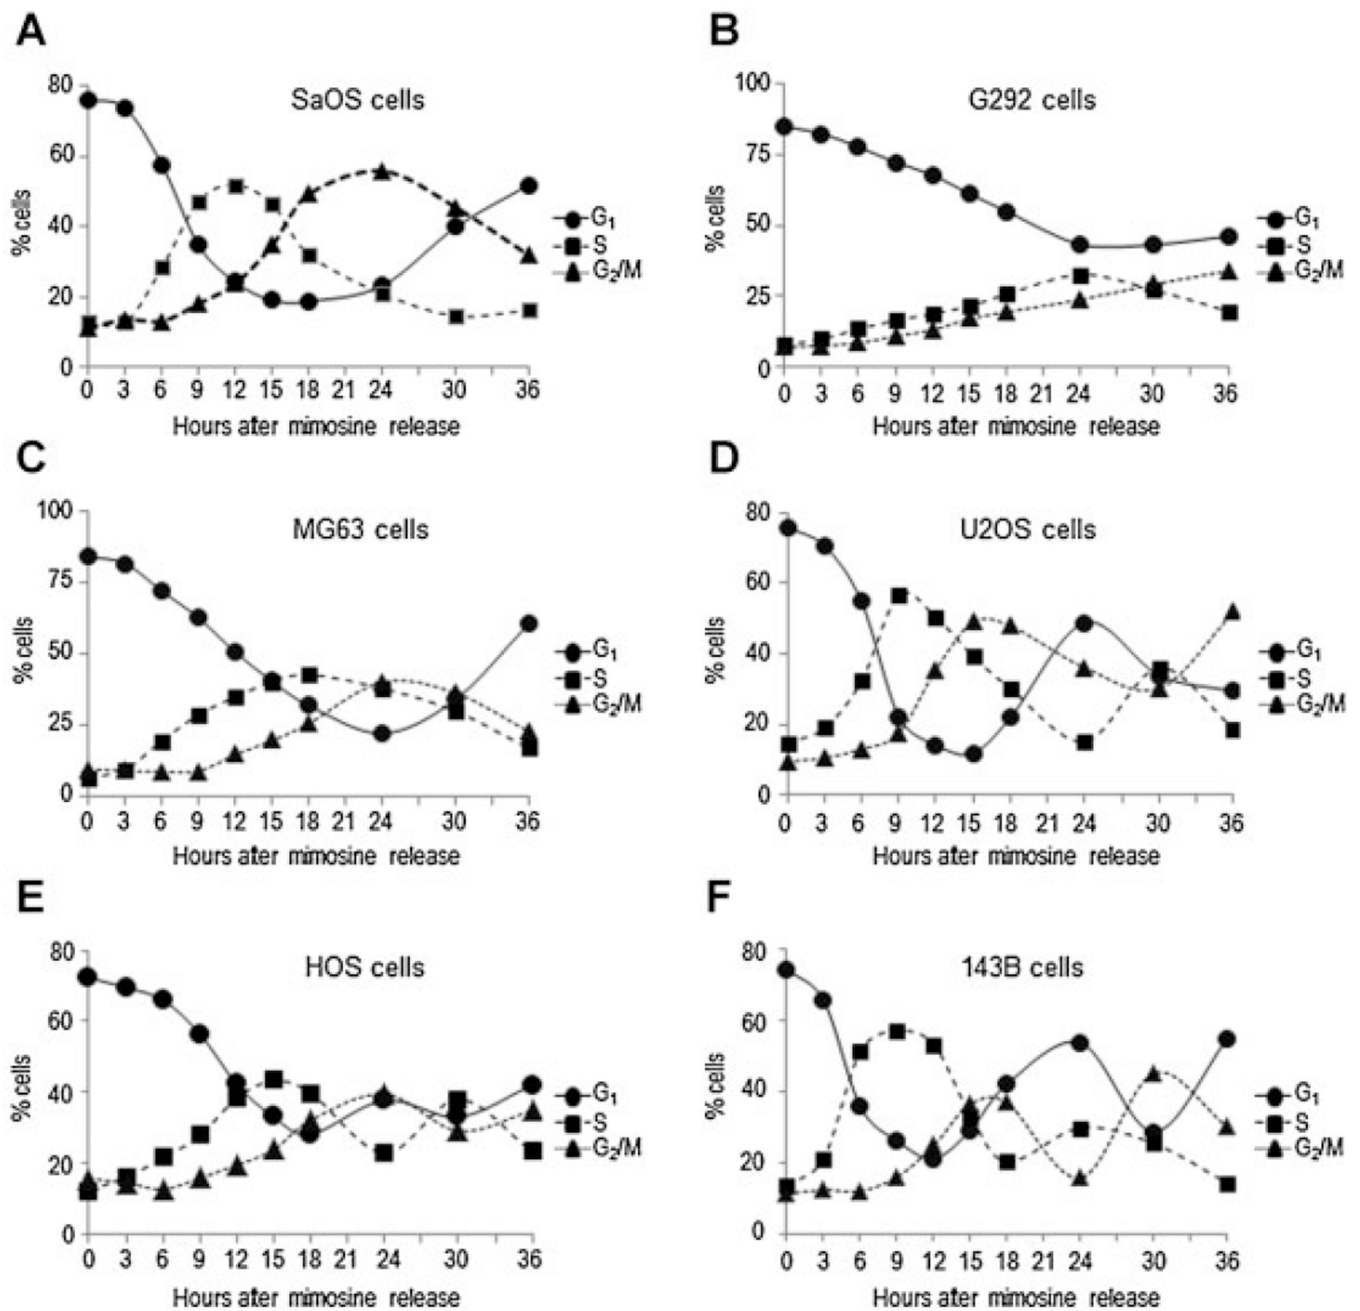 A
SaOS cells
80
60
40
20
0
% cells
0 3 6 9 12 15 18 21 24 30 36
Hours after mimosine release
G₁
S
G₂/M
B
G292 cells
100
75
50
25
0
% cells
0 3 6 9 12 15 18 21 24 30 36
Hours after mimosine release
G₁
S
G₂/M
C
MG63 cells
100
75
50
25
0
% cells
0 3 6 9 12 15 18 21 24 30 36
Hours after mimosine release
G₁
S
G₂/M
D
U2OS cells
80
60
40
20
0
% cells
0 3 6 9 12 15 18 21 24 30 36
Hours after mimosine release
G₁
S
G₂/M
E
HOS cells
80
60
40
20
0
% cells
0 3 6 9 12 15 18 21 24 30 36
Hours after mimosine release
G₁
S
G₂/M
F
143B cells
80
60
40
20
0
% cells
0 3 6 9 12 15 18 21 24 30 36
Hours after mimosine release
G₁
S
G₂/M